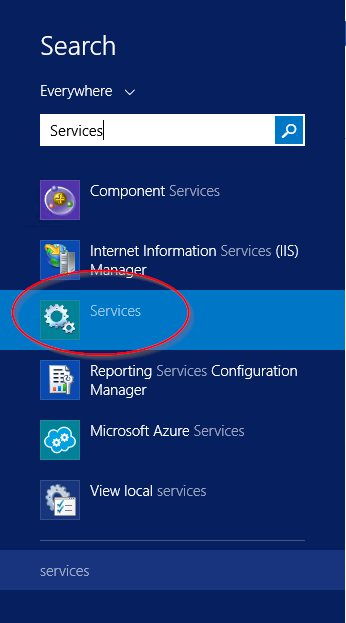 Search
Everywhere
Services
Component Services
Internet Information Services (IIS)
Manager
Services
Reporting Services Configuration
Manager
Microsoft Azure Services
View local services
services